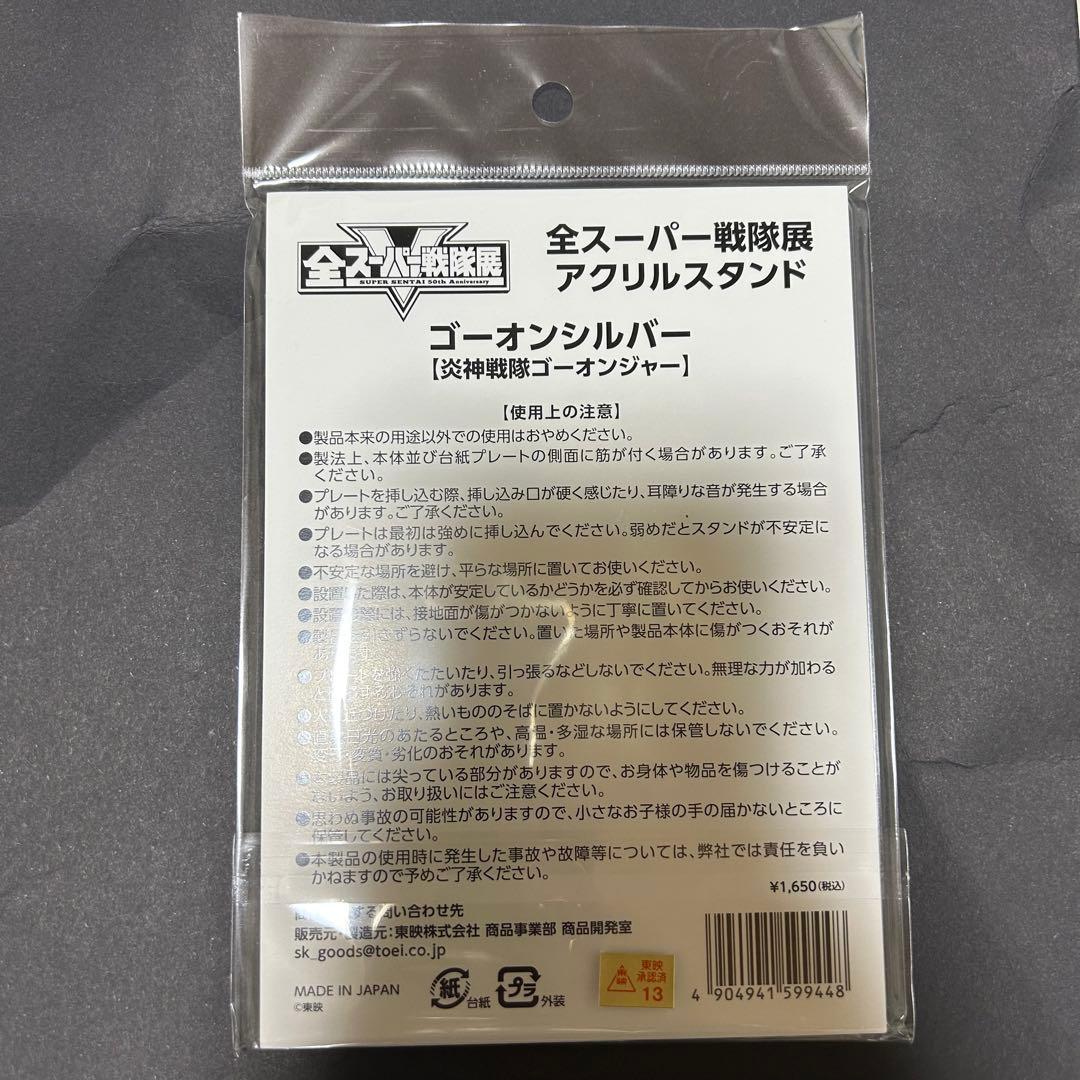 全スーパー戦隊展
SUPER SENTAI 50th Anniversary
全スーパー戦隊展
アクリルスタンド
ゴーオンシルバー
【炎神戦隊ゴーオンジャー】
【使用上の注意】
●製品本来の用途以外での使用はおやめください。
●製法上、本体並び台紙プレートの側面に筋が付く場合があります。ご了承
ください。
●プレートを挿し込む際、挿し込み口が硬く感じたり、耳障りな音が発生する場合
があります。ご了承ください。
●プレートは最初は強めに挿し込んでください。弱めだとスタンドが不安定に
なる場合があります。
●不安定な場所を避け、平らな場所に置いてお使いください。
●設置した際は、本体が安定しているかどうかを必ず確認してからお使いください。
●設置の際には、接地面が傷がつかないように丁寧に置いてください。
●製品を引きずらないでください。置いた場所や製品本体に傷がつくおそれが
●プレートを強くたたいたり、引っ張るなどしないでください。無理な力が加わる
おそれがあります。
熱いもののそばに置かないようにしてください。
●直射日光のあたるところや、高温・多湿な場所には保管しないでください。
変質・劣化のおそれがあります。
●本製品には尖っている部分がありますので、お身体や物品を傷つけることが
ないよう、お取り扱いにはご注意ください。
●思わぬ事故の可能性がありますので、小さなお子様の手の届かないところに
保管してください。
●本製品の使用時に発生した事故や故障等については、弊社では責任を負い
かねますので予めご了承ください。
¥1,650(税込)
する問い合わせ先
販売元・製造元:東映株式会社 商品事業部 商品開発室
sk_goods@toei.co.jp
MADE IN JAPAN
©東映
紙 台紙
プラ 外装
東映
東映
承認済
13
4 904941 599448